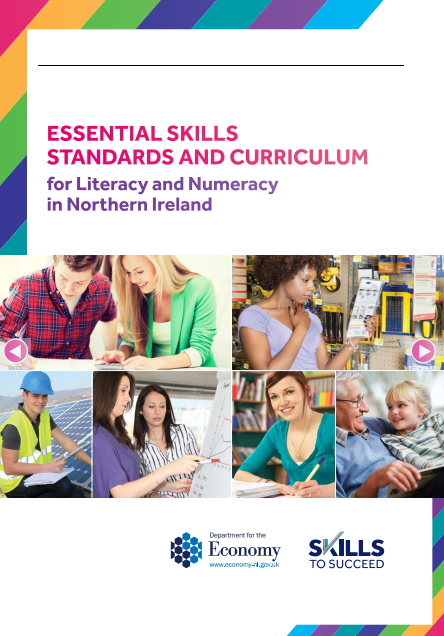 ESSENTIAL SKILLS
STANDARDS AND CURRICULUM
for Literacy and Numeracy
in Northern Ireland
Department for the
Economy
www.economy-ni.gov.uk
SKILLS
TO SUCCEED